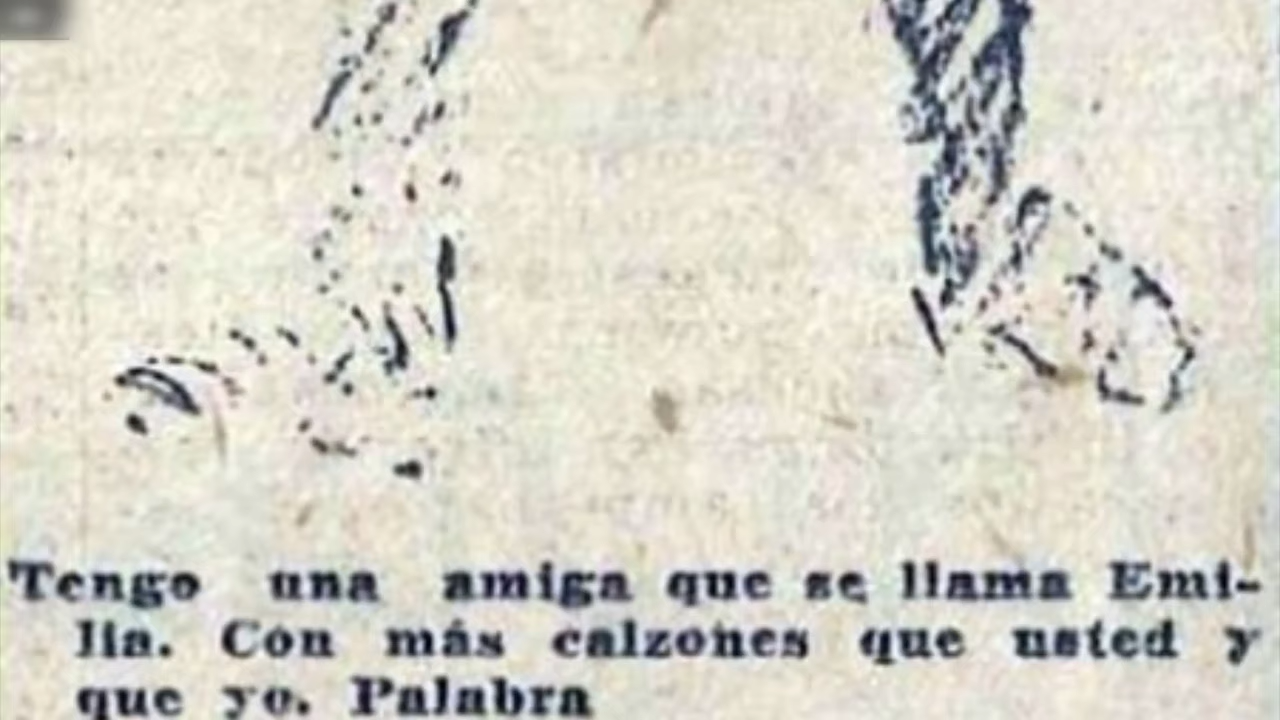 Tengo una amiga que se llama Emi-
lia. Con más calzones que usted y
que yo. Palabra